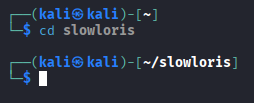 ┌──(kali㉿kali)-[~]
└─$ cd slowloris
┌──(kali㉿kali)-[~/slowloris]
└─$